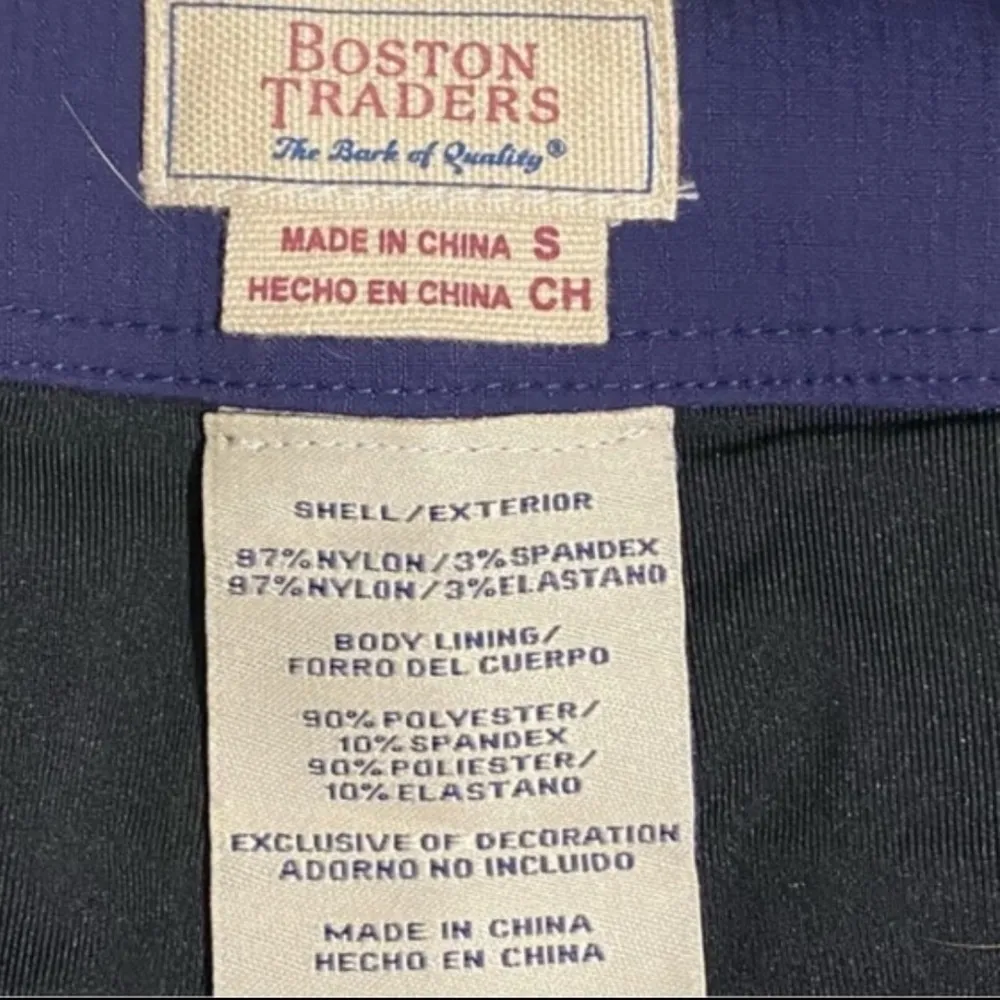 BOSTON
TRADERS
The Bark of Quality®
MADE IN CHINA S
HECHO EN CHINA CH
SHELL/EXTERIOR
97%NYLON/3%SPANDEX
97%NYLON/3%ELASTANO
BODY LINING/
FORRO DEL CUERPO
90%POLYESTER/
10%SPANDEX
90%POLIESTER/
10%ELASTANO
EXCLUSIVE OF DECORATION
ADORNO NO INCLUIDO
MADE IN CHINA
HECHO EN CHINA